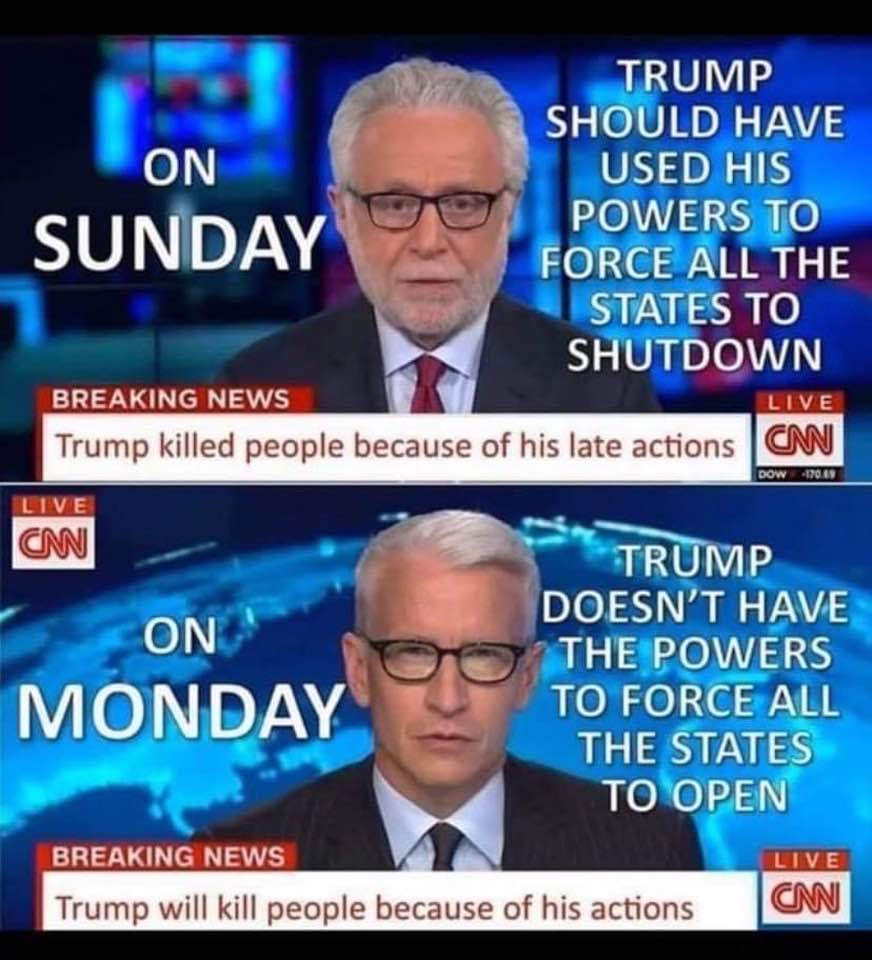 ON
SUNDAY
TRUMP
SHOULD HAVE
USED HIS
POWERS TO
FORCE ALL THE
STATES TO
SHUTDOWN
BREAKING NEWS
Trump killed people because of his late actions
LIVE
CNN
DOW -170.69
LIVE
CNN
ON
MONDAY
TRUMP
DOESN'T HAVE
THE POWERS
TO FORCE ALL
THE STATES
TO OPEN
BREAKING NEWS
Trump will kill people because of his actions
LIVE
CNN